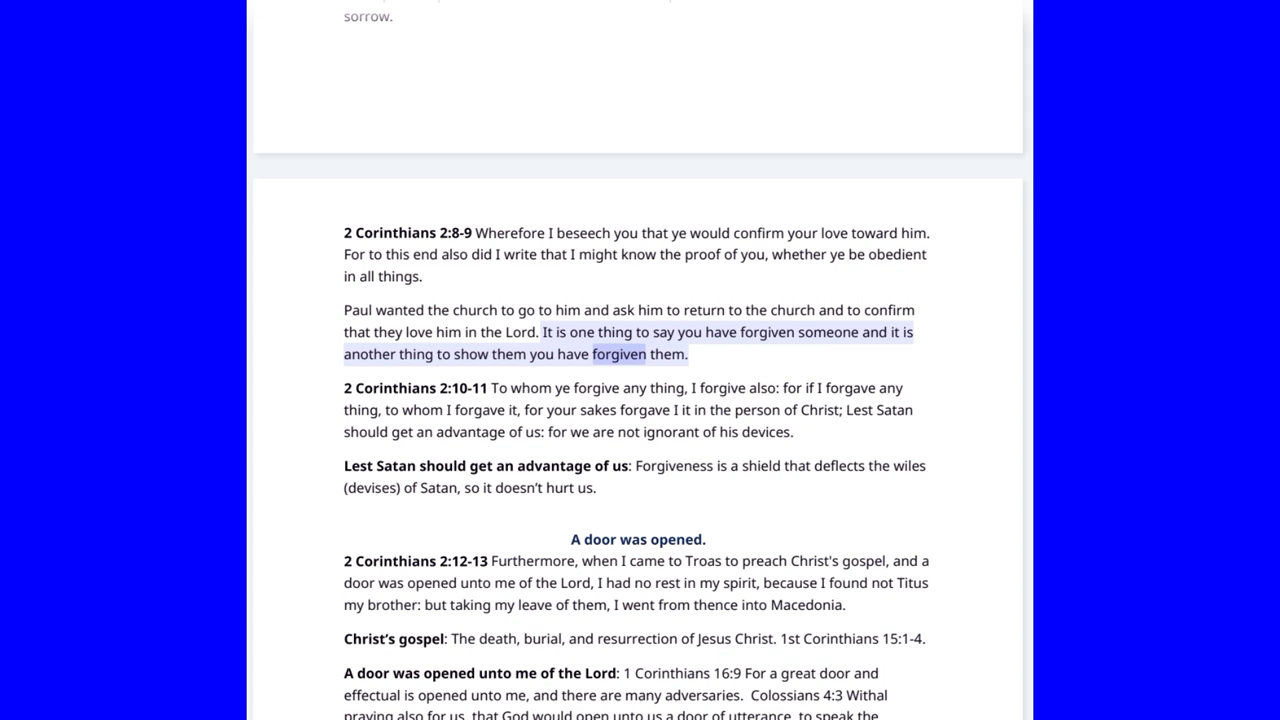 sorrow.
2 Corinthians 2:8-9 Wherefore I beseech you that ye would confirm your love toward him.
For to this end also did I write that I might know the proof of you, whether ye be obedient
in all things.
Paul wanted the church to go to him and ask him to return to the church and to confirm
that they love him in the Lord. It is one thing to say you have forgiven someone and it is
another thing to show them you have forgiven them.
2 Corinthians 2:10-11 To whom ye forgive any thing, I forgive also: for if I forgave any
thing, to whom I forgave it, for your sakes forgave I it in the person of Christ; Lest Satan
should get an advantage of us: for we are not ignorant of his devices.
Lest Satan should get an advantage of us: Forgiveness is a shield that deflects the wiles
(devises) of Satan, so it doesn’t hurt us.
A door was opened.
2 Corinthians 2:12-13 Furthermore, when I came to Troas to preach Christ's gospel, and a
door was opened unto me of the Lord, I had no rest in my spirit, because I found not Titus
my brother: but taking my leave of them, I went from thence into Macedonia.
Christ’s gospel: The death, burial, and resurrection of Jesus Christ. 1st Corinthians 15:1-4.
A door was opened unto me of the Lord: 1 Corinthians 16:9 For a great door and
effectual is opened unto me, and there are many adversaries.  Colossians 4:3 Withal
praying also for us, that God would open unto us a door of utterance, to speak the